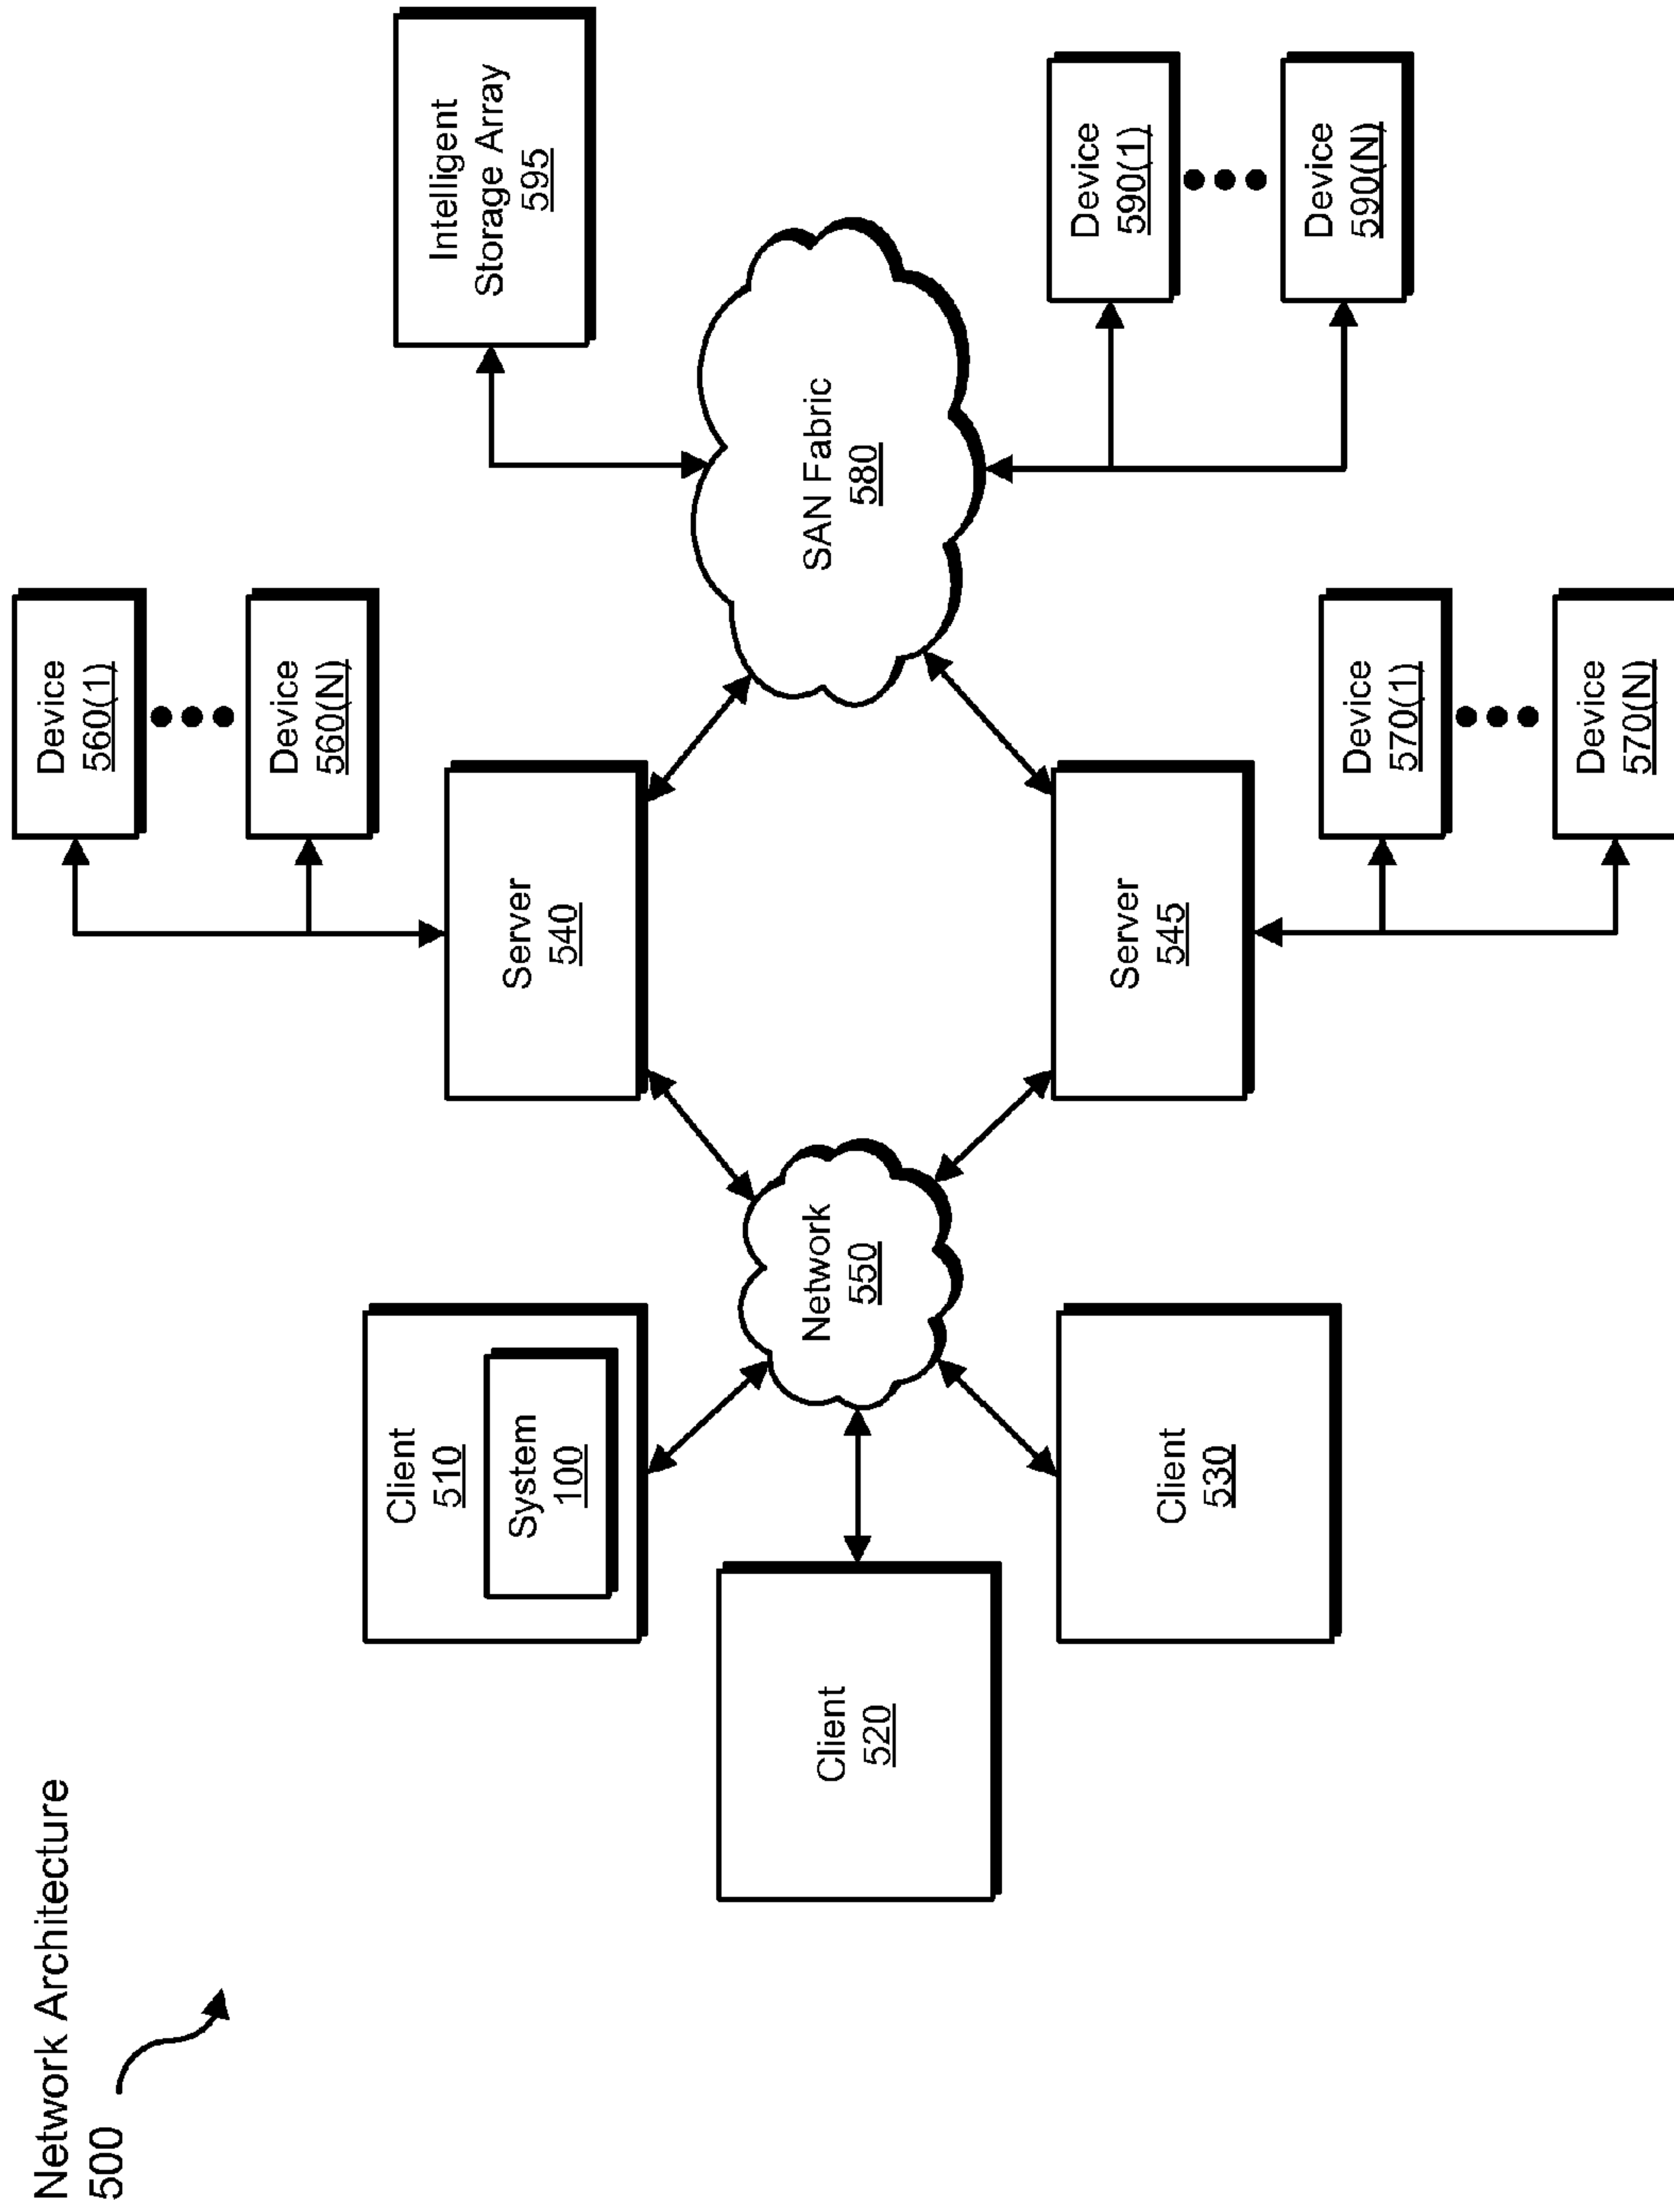 Network Architecture
500
Client
510
System
100
Client
520
Client
530
Network
550
Server
540
Server
545
Device
560(1)
Device
560(N)
Device
570(1)
Device
570(N)
SAN Fabric
580
Intelligent
Storage Array
595
Device
590(1)
Device
590(N)